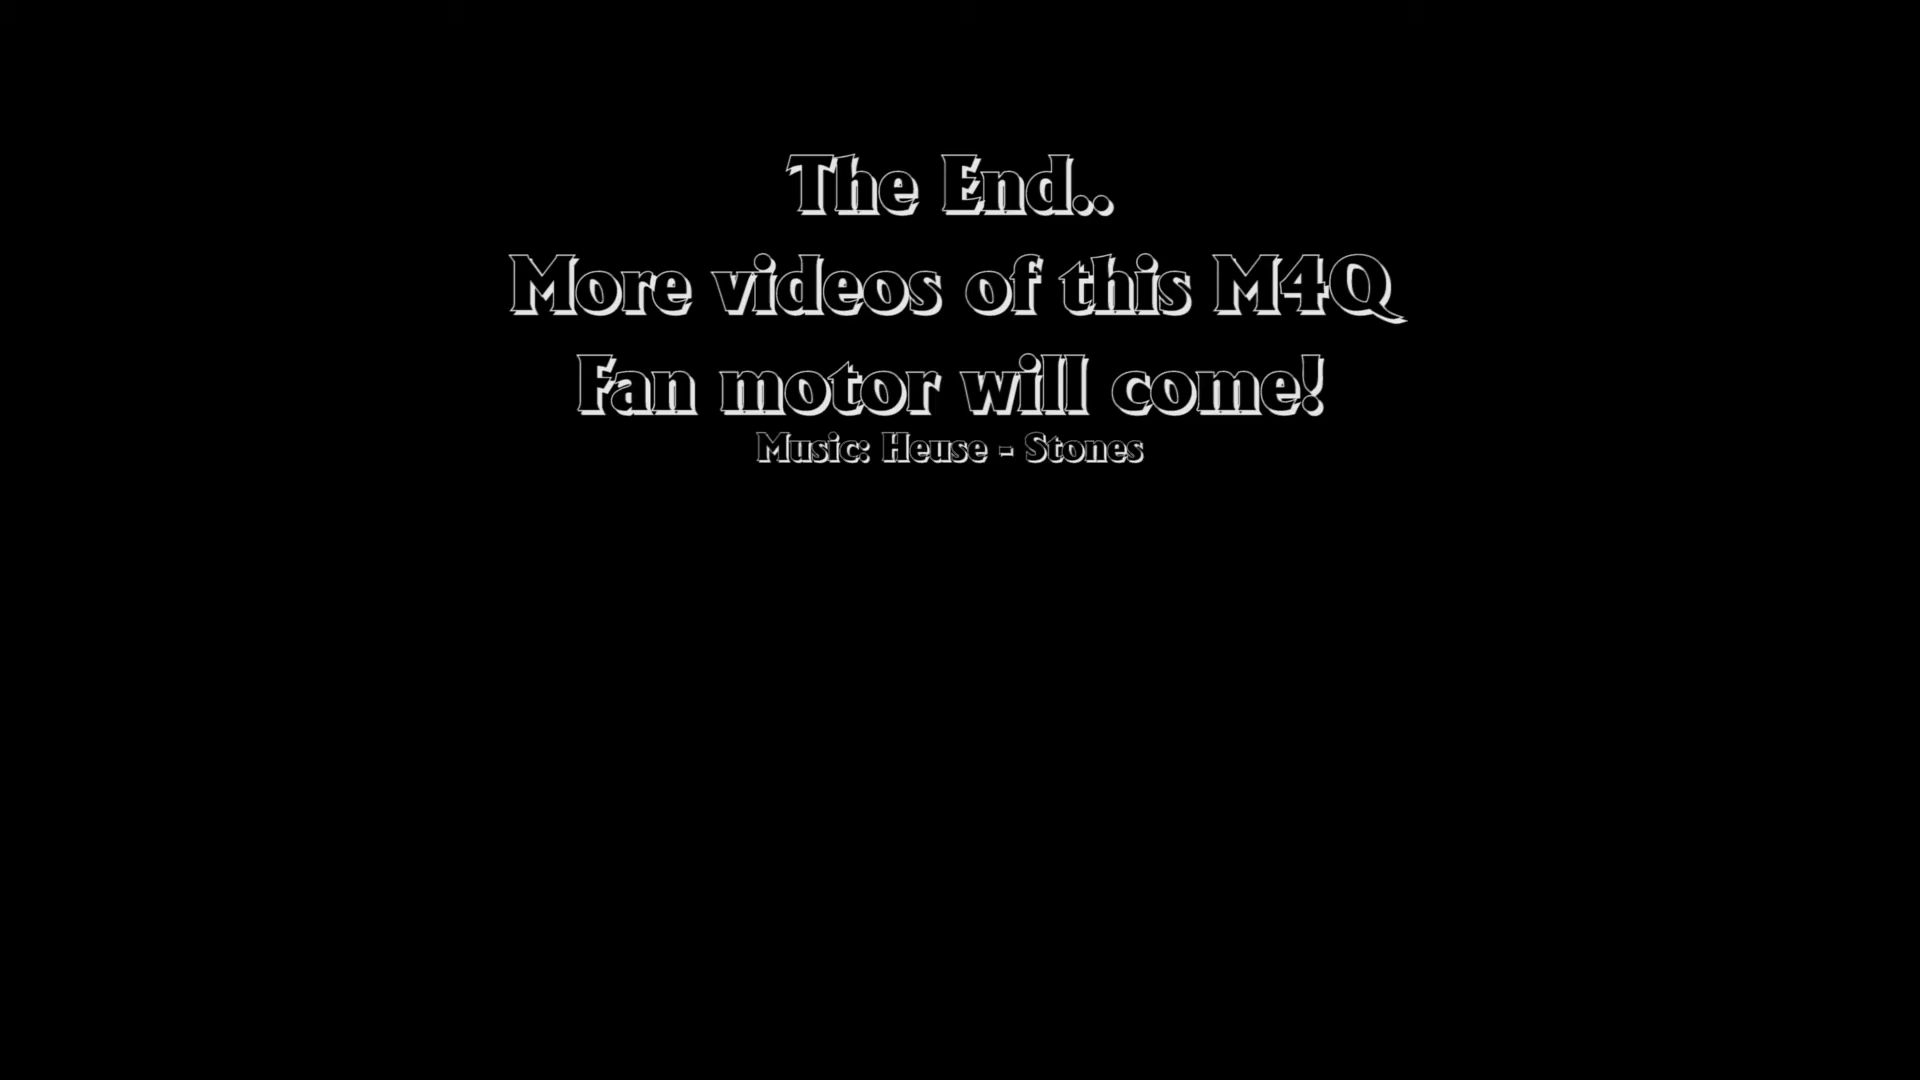 The End..
More videos of this M4Q
Fan motor will come!
Music: Heuse - Stones